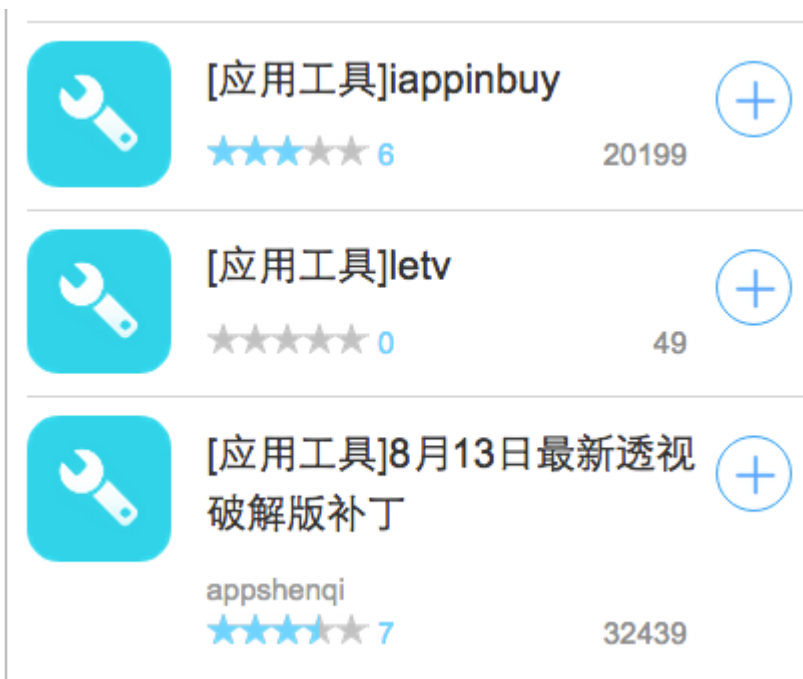 [应用工具]iappinbuy
6 20199
[应用工具]letv
0 49
[应用工具]8月13日最新透视
破解版补丁
appshenqi
7 32439